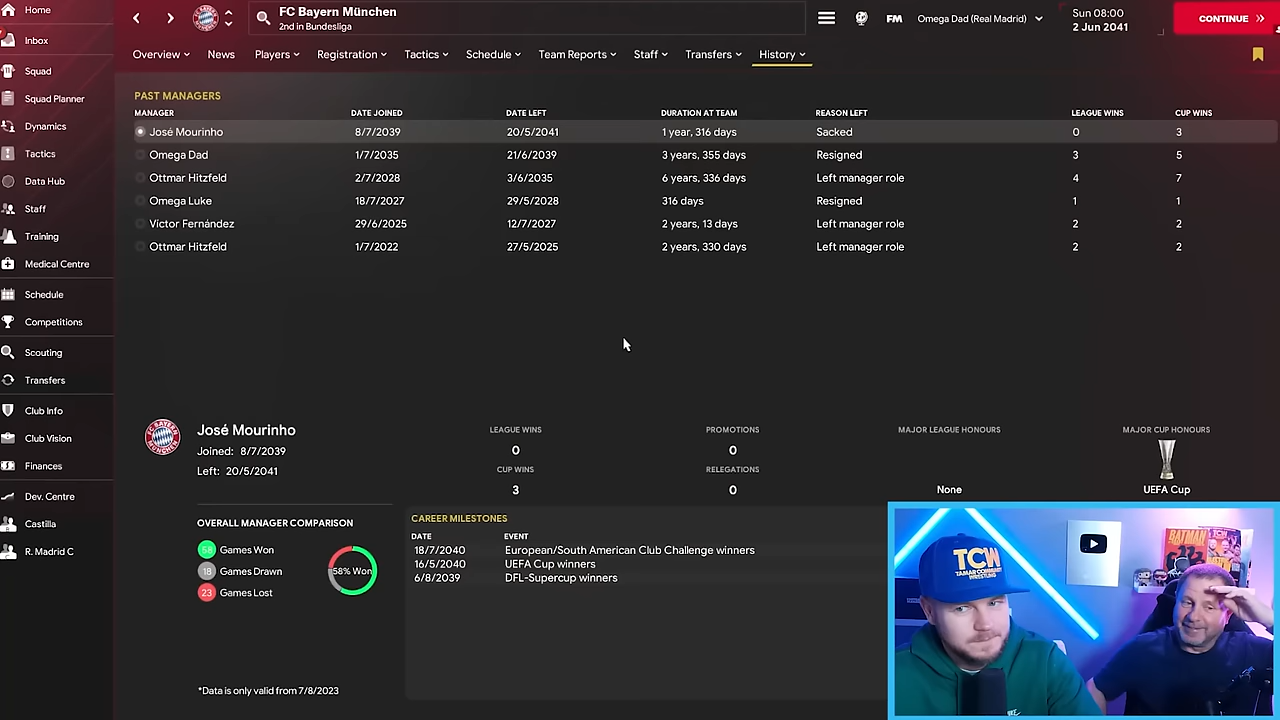 Home
Inbox
Squad
Squad Planner
Dynamics
Tactics
Data Hub
Staff
Training
Medical Centre
Schedule
Competitions
Scouting
Transfers
Club Info
Club Vision
Finances
Dev. Centre
Castilla
R. Madrid C
FC Bayern München
2nd in Bundesliga
FM
Omega Dad (Real Madrid)
Sun 08:00
2 Jun 2041
CONTINUE
Overview News Players Registration Tactics Schedule Team Reports Staff Transfers History
PAST MANAGERS
MANAGER DATE JOINED DATE LEFT DURATION AT TEAM REASON LEFT LEAGUE WINS CUP WINS
José Mourinho 8/7/2039 20/5/2041 1 year, 316 days Sacked 0 3
Omega Dad 1/7/2035 21/6/2039 3 years, 355 days Resigned 3 5
Ottmar Hitzfeld 2/7/2028 3/6/2035 6 years, 336 days Left manager role 4 7
Omega Luke 18/7/2027 29/5/2028 316 days Resigned 1 1
Víctor Fernández 29/6/2025 12/7/2027 2 years, 13 days Left manager role 2 2
Ottmar Hitzfeld 1/7/2022 27/5/2025 2 years, 330 days Left manager role 2 2
José Mourinho
Joined: 8/7/2039
Left: 20/5/2041
LEAGUE WINS
0
CUP WINS
3
PROMOTIONS
0
RELEGATIONS
0
MAJOR LEAGUE HONOURS
None
MAJOR CUP HONOURS
UEFA Cup
OVERALL MANAGER COMPARISON
58 Games Won
18 Games Drawn
23 Games Lost
58% Won
*Data is only valid from 7/8/2023
CAREER MILESTONES
DATE EVENT
18/7/2040 European/South American Club Challenge winners
16/5/2040 UEFA Cup winners
6/8/2039 DFL-Supercup winners
TCW
TAMAR COMMUNITY
WRESTLING
BATMAN